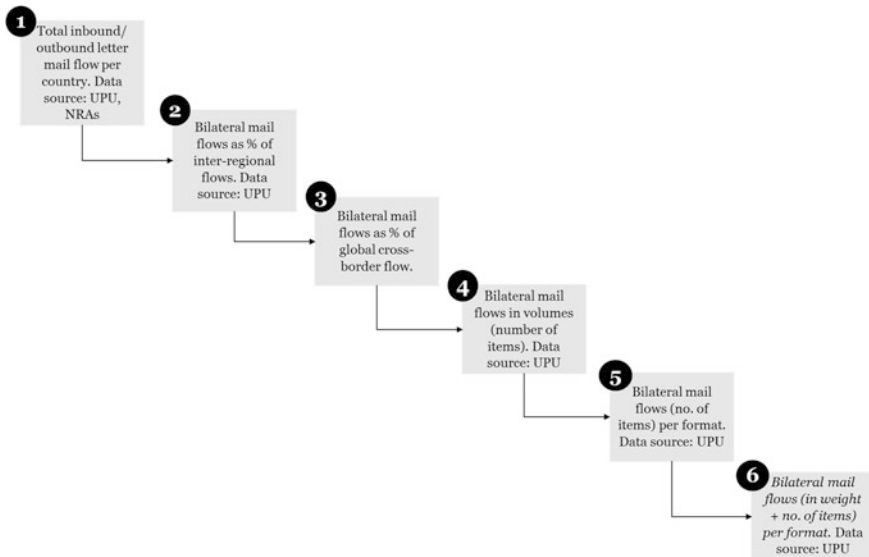 1
Total inbound/
outbound letter
mail flow per
country. Data
source: UPU,
NRAs
2
Bilateral mail
flows as % of
inter-regional
flows. Data
source: UPU
3
Bilateral mail
flows as % of
global cross-
border flow.
4
Bilateral mail
flows in volumes
(number of
items). Data
source: UPU
5
Bilateral mail
flows (no. of
items) per format.
Data source: UPU
6
Bilateral mail
flows (in weight
+ no. of items)
per format. Data
source: UPU